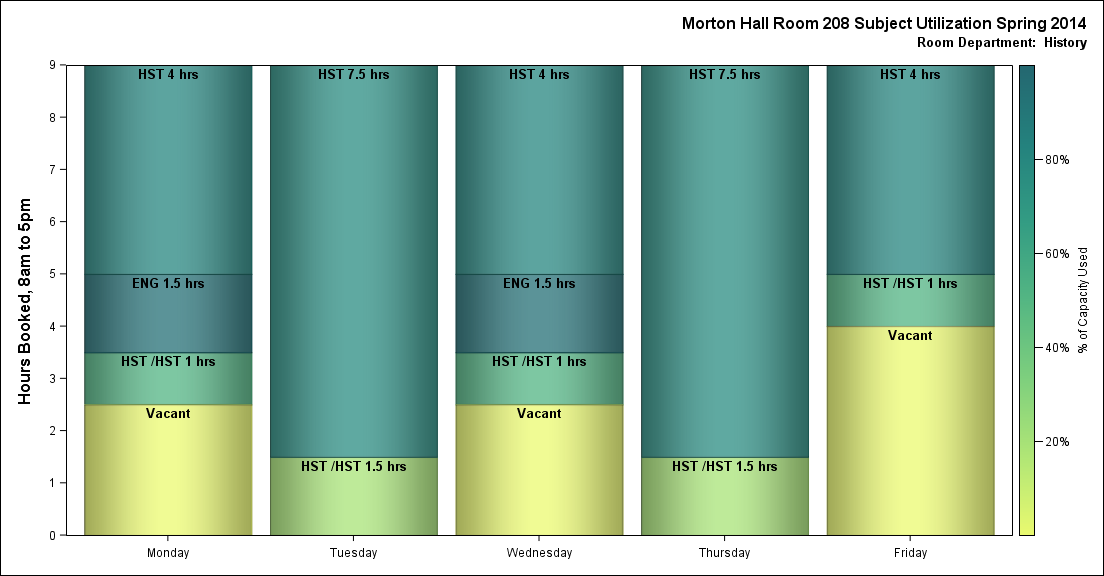 Morton Hall Room 208 Subject Utilization Spring 2014
Room Department:  History
Hours Booked, 8am to 5pm
9
8
7
6
5
4
3
2
1
0
HST 4 hrs
ENG 1.5 hrs
HST /HST 1 hrs
Vacant
HST 7.5 hrs
HST /HST 1.5 hrs
HST 4 hrs
ENG 1.5 hrs
HST /HST 1 hrs
Vacant
HST 7.5 hrs
HST /HST 1.5 hrs
HST 4 hrs
HST /HST 1 hrs
Vacant
Monday
Tuesday
Wednesday
Thursday
Friday
80%
60%
40%
20%
% of Capacity Used